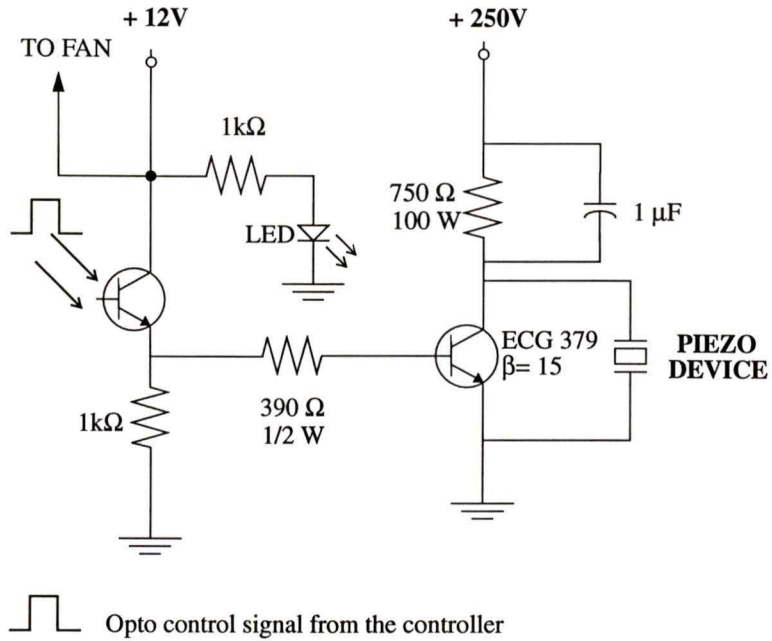 + 12V
+ 250V
TO FAN
1kΩ
750 Ω
100 W
1 μF
LED
ECG 379
β= 15
PIEZO
DEVICE
390 Ω
1/2 W
1kΩ
Opto control signal from the controller